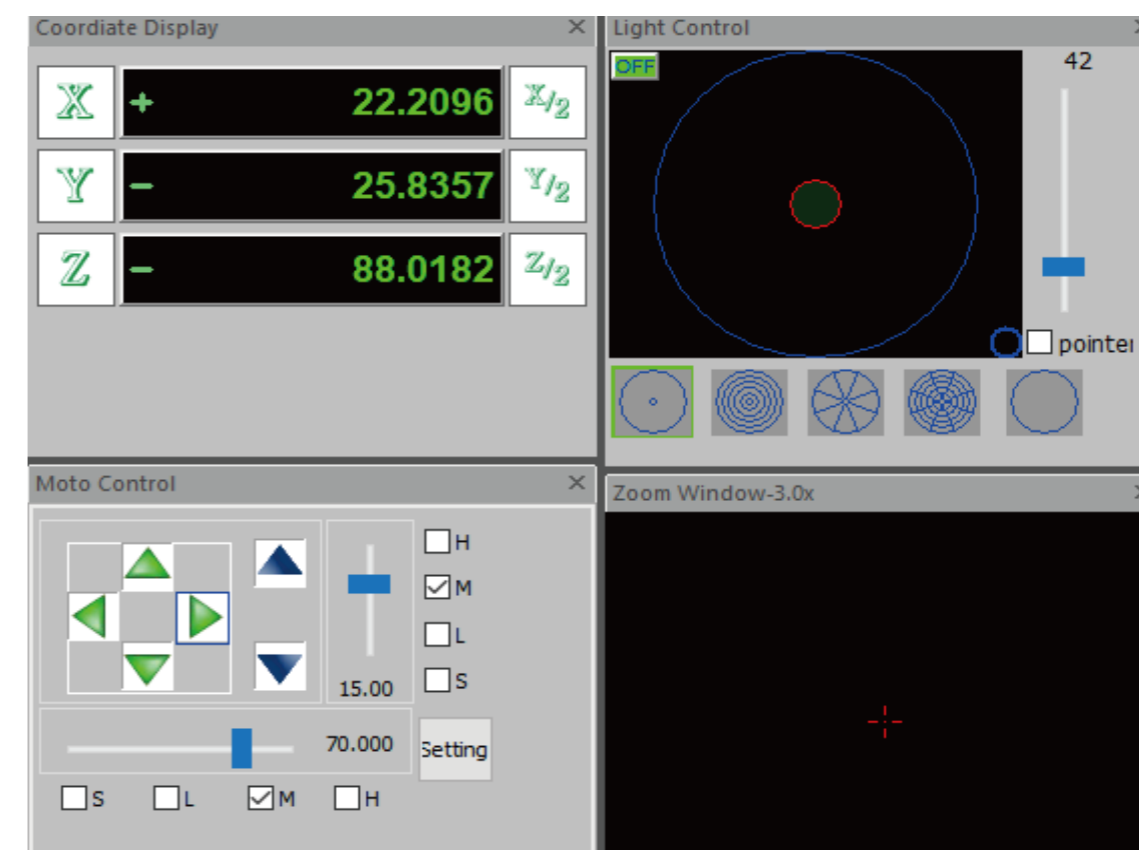 Coordiate Display
X + 22.2096 X/2
Y - 25.8357 Y/2
Z - 88.0182 Z/2
Light Control
OFF
42
pointer
Moto Control
H
M
L
S
15.00
70.000
Setting
S L M H
Zoom Window-3.0x